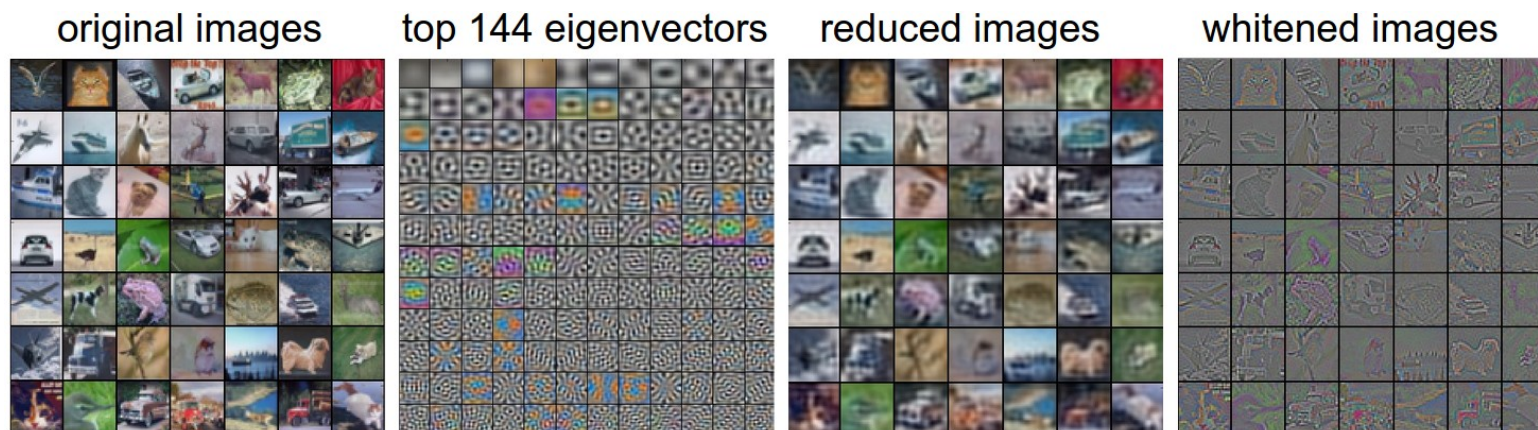 original images
top 144 eigenvectors
reduced images
whitened images